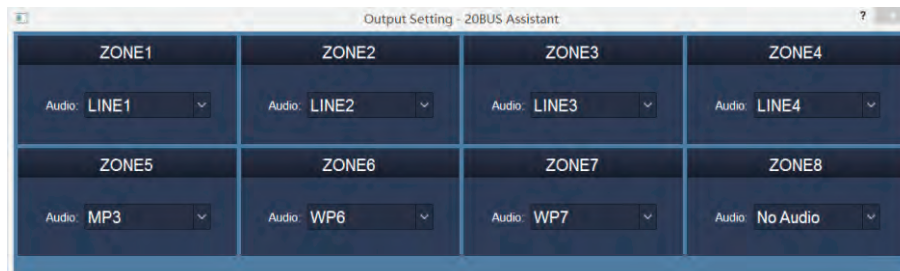 Output Setting - 20BUS Assistant ?
ZONE1 ZONE2 ZONE3 ZONE4
Audio: LINE1 Audio: LINE2 Audio: LINE3 Audio: LINE4
ZONE5 ZONE6 ZONE7 ZONE8
Audio: MP3 Audio: WP6 Audio: WP7 Audio: No Audio